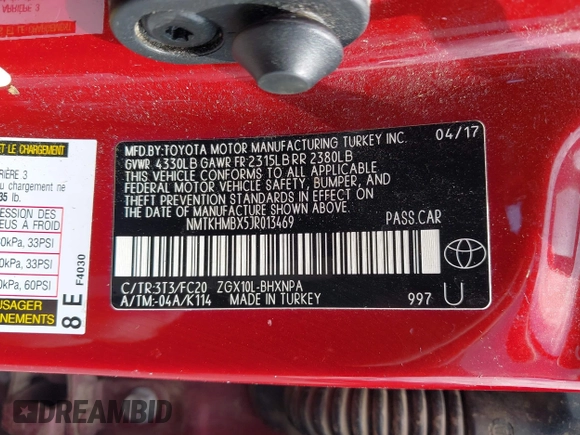 MFD.BY:TOYOTA MOTOR MANUFACTURING TURKEY INC. 04/17
GVWR 4330LB GAWR FR 2315LB RR 2380LB
THIS VEHICLE CONFORMS TO ALL APPLICABLE
FEDERAL MOTOR VEHICLE SAFETY, BUMPER, AND
THEFT PREVENTION STANDARDS IN EFFECT ON
THE DATE OF MANUFACTURE SHOWN ABOVE.
NMTKHMBX5JR013469 PASS.CAR
C/TR:3T3/FC20 ZGX10L-BHXNPA
A/TM:-04A/K114 MADE IN TURKEY 997 U
ET LE CHARGEMENT
RIÈRE 3
du chargement ne
35 lb.
PRESSION DES
EUS À FROID
0kPa, 33PSI
0kPa, 33PSI
0kPa, 60PSI
USAGER
NEMENTS
8 E F4030
DREAMBID